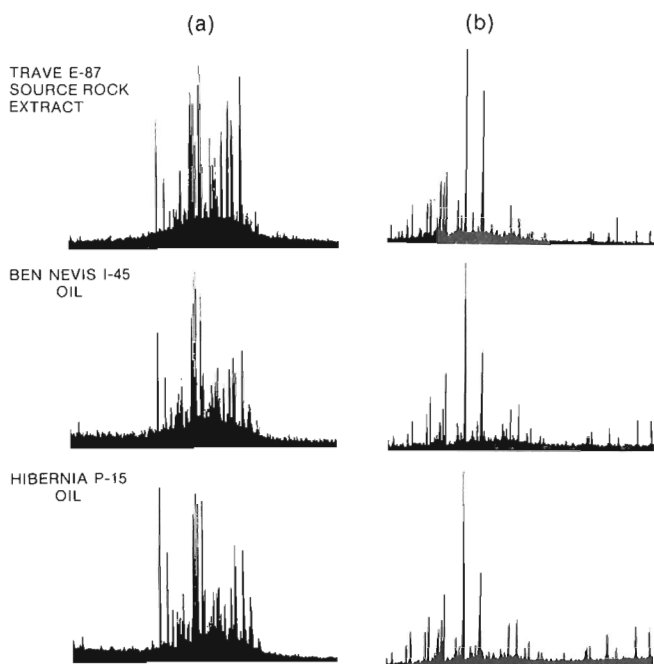 (a) (b)
TRAVE E-87
SOURCE ROCK
EXTRACT
BEN NEVIS I-45
OIL
HIBERNIA P-15
OIL